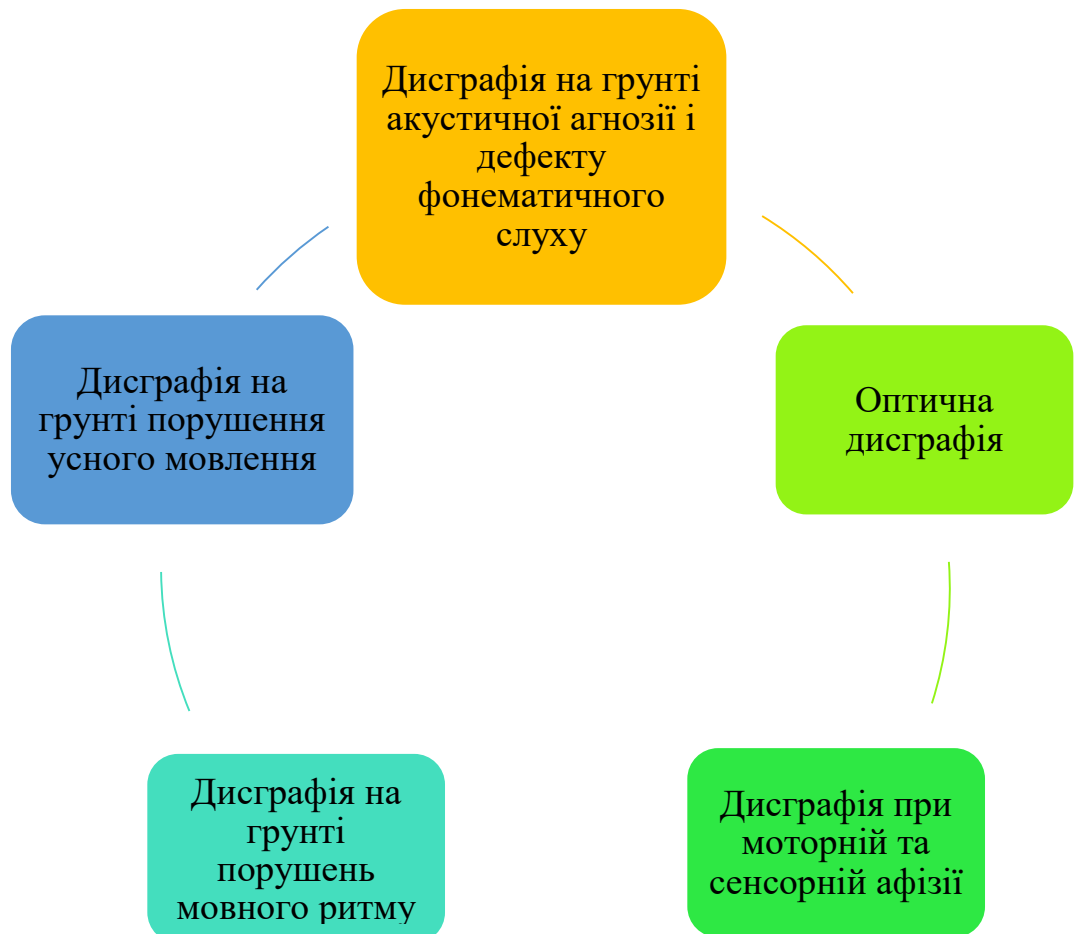 Дисграфія на грунті
акустичної агнозії і
дефекту
фонематичного
слуху
Оптична
дисграфія
Дисграфія при
моторній та
сенсорній афізії
Дисграфія на
грунті
порушень
мовного ритму
Дисграфія на
грунті порушення
усного мовлення